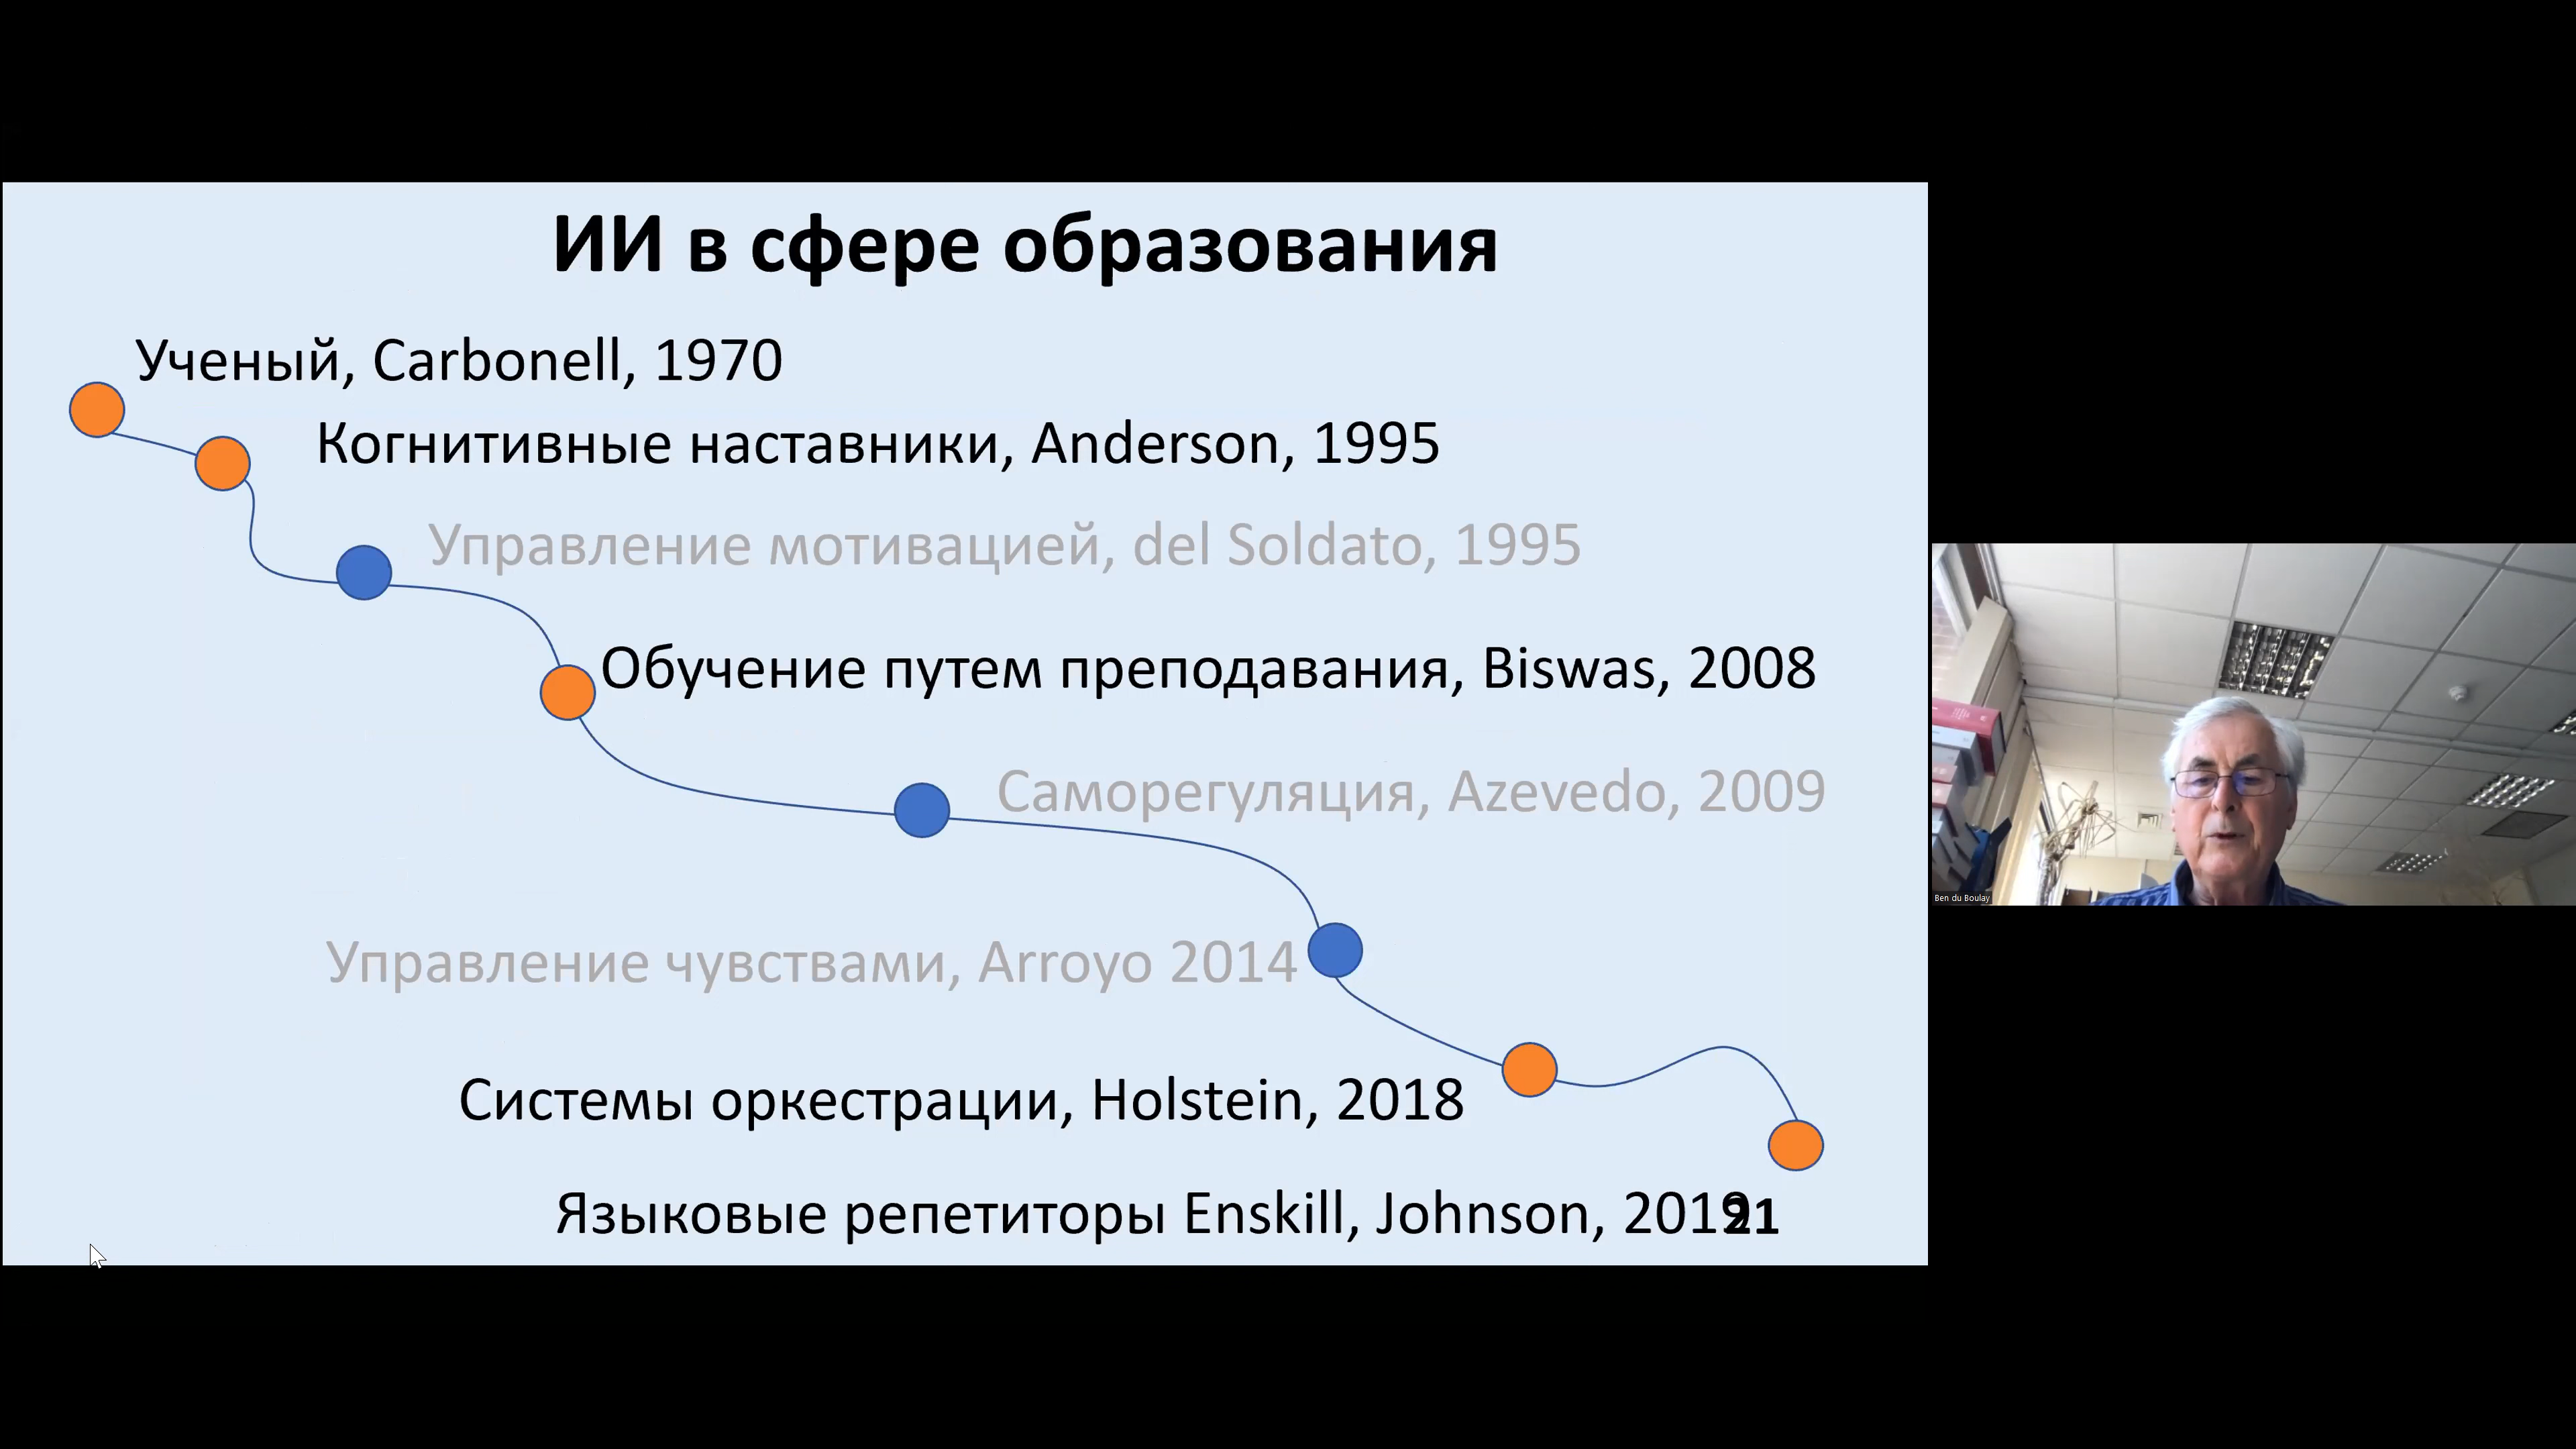 ИИ в сфере образования
Ученый, Carbonell, 1970
Когнитивные наставники, Anderson, 1995
Управление мотивацией, del Soldato, 1995
Обучение путем преподавания, Biswas, 2008
Саморегуляция, Azevedo, 2009
Управление чувствами, Arroyo 2014
Системы оркестрации, Holstein, 2018
Языковые репетиторы Enskill, Johnson, 2019
21
Ben du Boulay